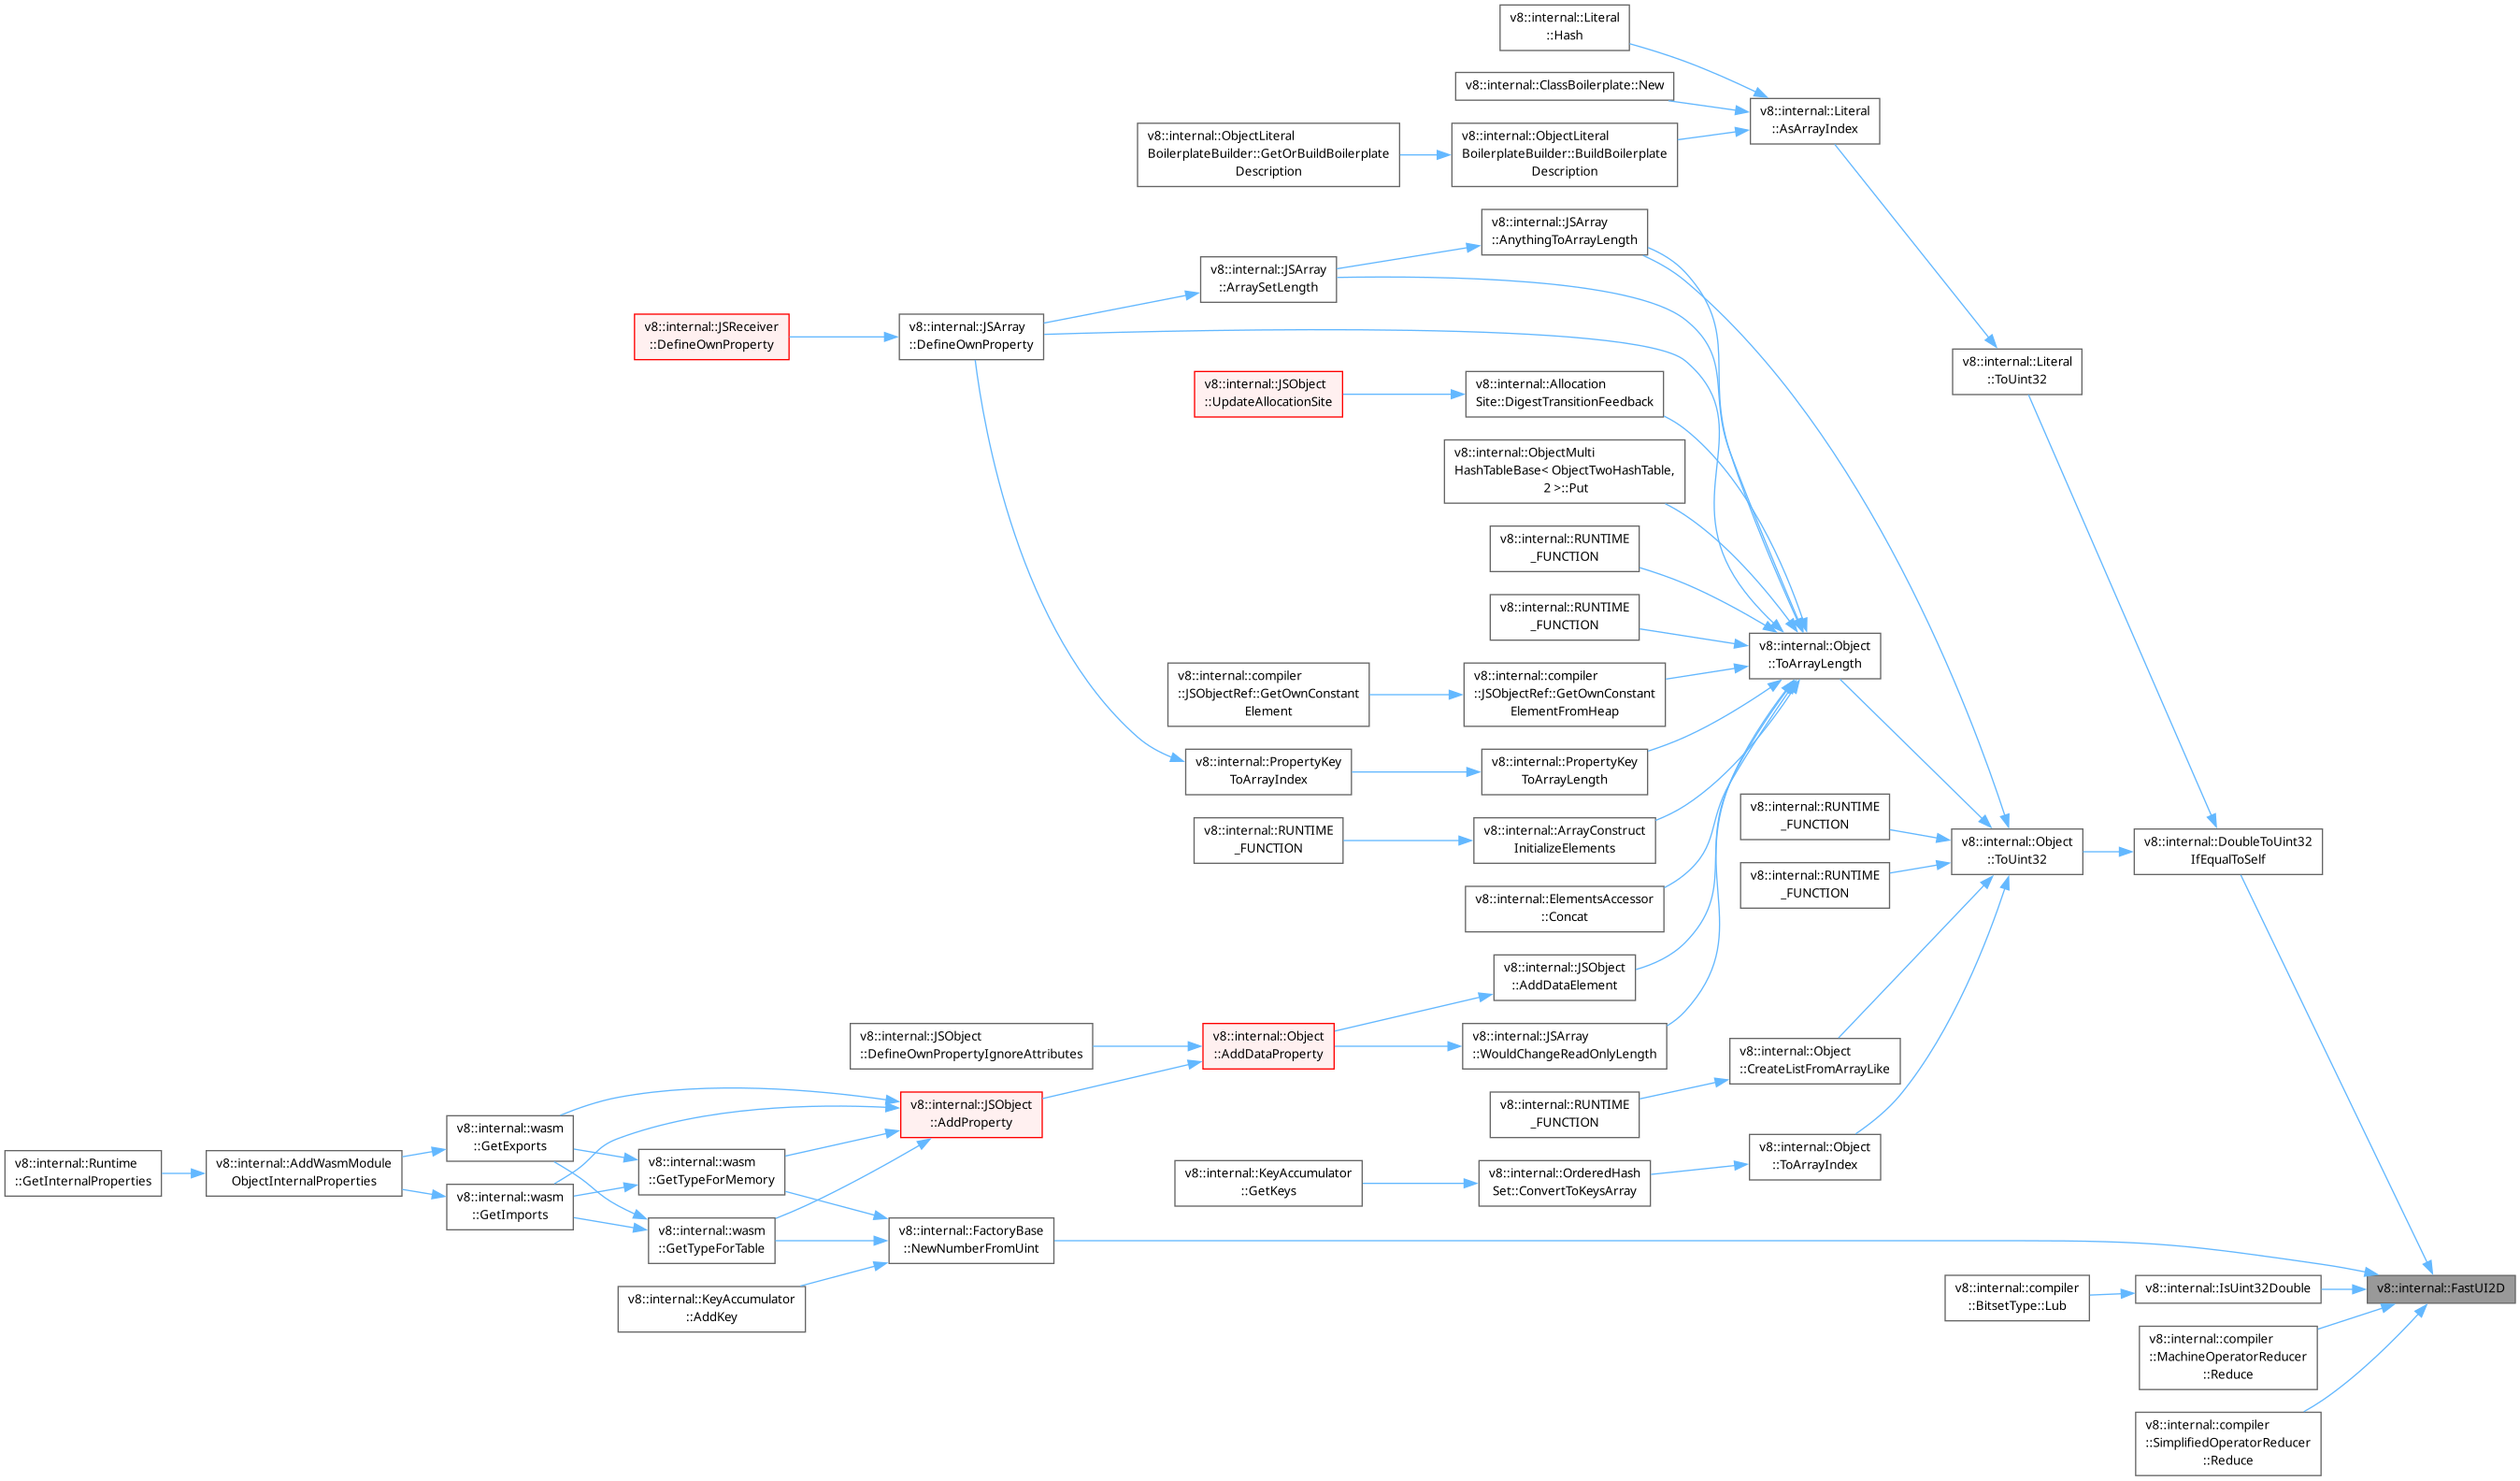 v8::internal::Literal
::Hash
v8::internal::ClassBoilerplate::New
v8::internal::Literal
::AsArrayIndex
v8::internal::ObjectLiteral
BoilerplateBuilder::GetOrBuildBoilerplate
Description
v8::internal::ObjectLiteral
BoilerplateBuilder::BuildBoilerplate
Description
v8::internal::JSArray
::AnythingToArrayLength
v8::internal::JSArray
::ArraySetLength
v8::internal::JSReceiver
::DefineOwnProperty
v8::internal::JSArray
::DefineOwnProperty
v8::internal::Literal
::ToUint32
v8::internal::JSObject
::UpdateAllocationSite
v8::internal::Allocation
Site::DigestTransitionFeedback
v8::internal::ObjectMulti
HashTableBase< ObjectTwoHashTable,
2 >::Put
v8::internal::RUNTIME
_FUNCTION
v8::internal::RUNTIME
_FUNCTION
v8::internal::Object
::ToArrayLength
v8::internal::compiler
::JSObjectRef::GetOwnConstant
Element
v8::internal::compiler
::JSObjectRef::GetOwnConstant
ElementFromHeap
v8::internal::PropertyKey
ToArrayIndex
v8::internal::PropertyKey
ToArrayLength
v8::internal::RUNTIME
_FUNCTION
v8::internal::RUNTIME
_FUNCTION
v8::internal::ArrayConstruct
InitializeElements
v8::internal::Object
::ToUint32
v8::internal::DoubleToUint32
IfEqualToSelf
v8::internal::RUNTIME
_FUNCTION
v8::internal::ElementsAccessor
::Concat
v8::internal::JSObject
::AddDataElement
v8::internal::JSObject
::DefineOwnPropertyIgnoreAttributes
v8::internal::Object
::AddDataProperty
v8::internal::JSArray
::WouldChangeReadOnlyLength
v8::internal::Object
::CreateListFromArrayLike
v8::internal::JSObject
::AddProperty
v8::internal::RUNTIME
_FUNCTION
v8::internal::wasm
::GetExports
v8::internal::Runtime
::GetInternalProperties
v8::internal::AddWasmModule
ObjectInternalProperties
v8::internal::wasm
::GetTypeForMemory
v8::internal::Object
::ToArrayIndex
v8::internal::KeyAccumulator
::GetKeys
v8::internal::OrderedHash
Set::ConvertToKeysArray
v8::internal::wasm
::GetImports
v8::internal::wasm
::GetTypeForTable
v8::internal::FactoryBase
::NewNumberFromUint
v8::internal::KeyAccumulator
::AddKey
v8::internal::compiler
::BitsetType::Lub
v8::internal::IsUint32Double
v8::internal::FastUI2D
v8::internal::compiler
::MachineOperatorReducer
::Reduce
v8::internal::compiler
::SimplifiedOperatorReducer
::Reduce